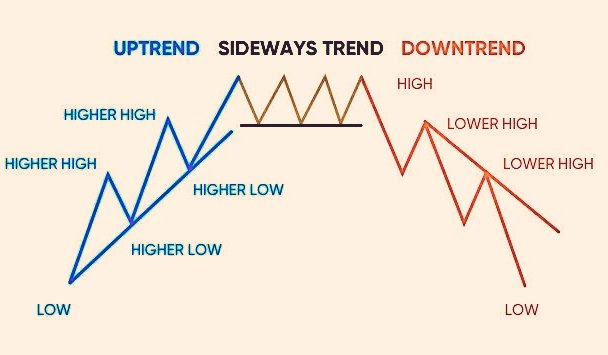 UPTREND SIDEWAYS TREND DOWNTREND
HIGH
HIGHER HIGH
LOWER HIGH
HIGHER HIGH
LOWER HIGH
HIGHER LOW
HIGHER LOW
LOW
LOW